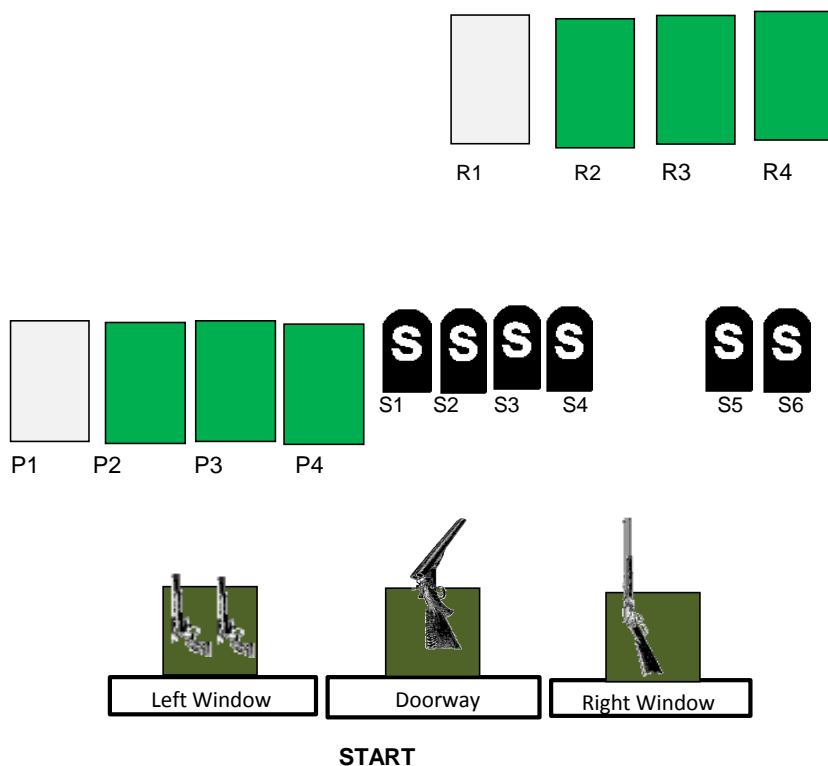 R1 R2 R3 R4
S S S S S S
S1 S2 S3 S4 S5 S6
P1 P2 P3 P4
Left Window Doorway Right Window
START